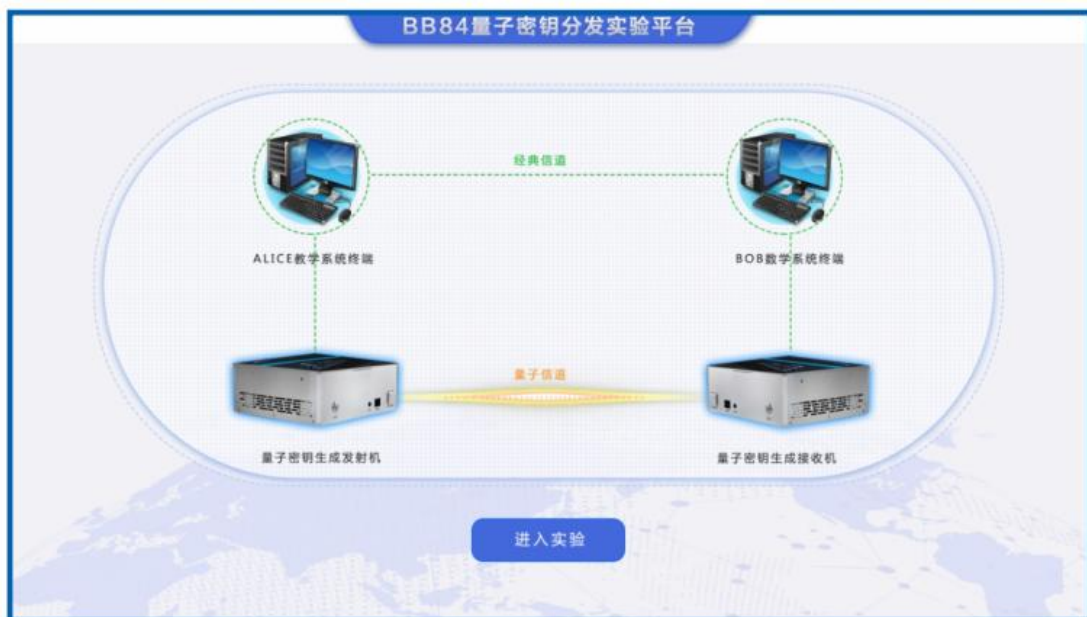 BB84量子密钥分发实验平台
经典信道
ALICE教学系统终端
BOB数学系统终端
量子信道
量子密钥生成发射机
量子密钥生成接收机
进入实验